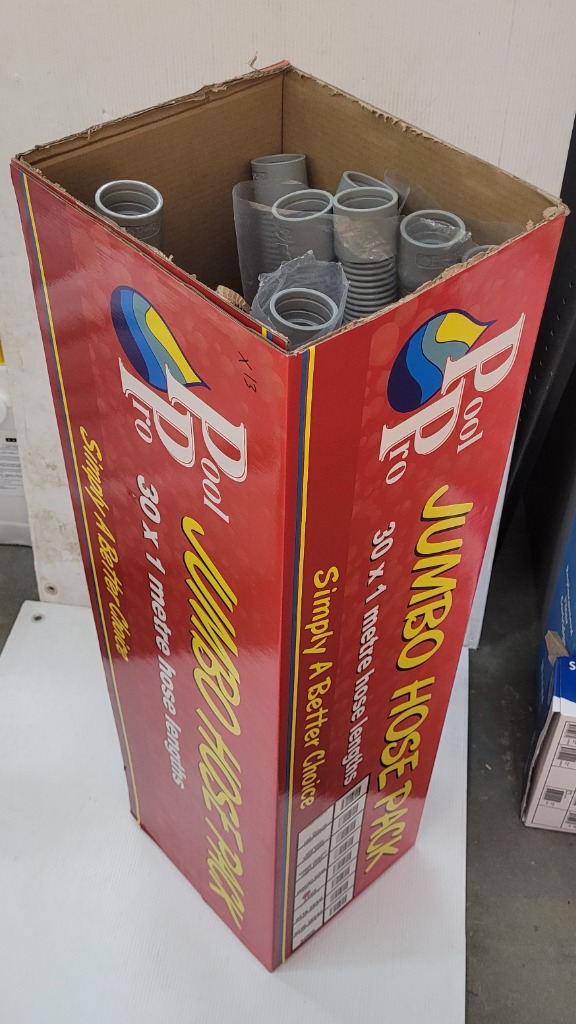 Pool
Pro
JUMBO HOSE PACK
30 x 1 metre hose lengths
Simply A Better Choice
X 13
Pool
Pro
JUMBO HOSE PACK
30 x 1 metre hose lengths
Simply A Better Choice